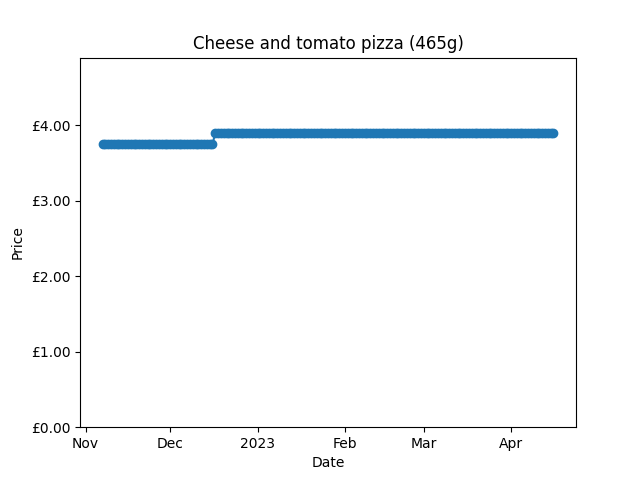 Cheese and tomato pizza (465g)
£4.00
£3.00
£2.00
£1.00
£0.00
Price
Nov Dec 2023 Feb Mar Apr
Date